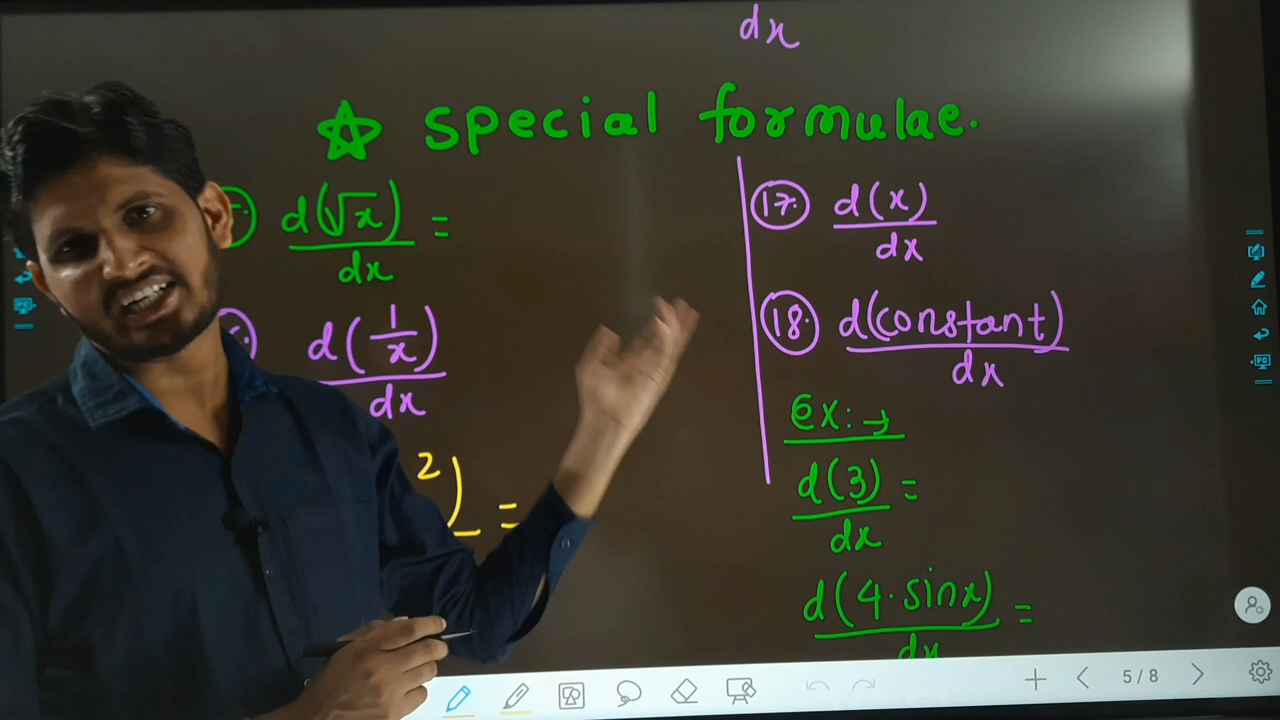 dx
☆ special formulae.
d(√x) =
dx
d(1/x)
dx
2) =
17. d(x)
dx
18. d(constant)
dx
Ex:→
d(3) =
dx
d(4·sinx) =
dx
5/8